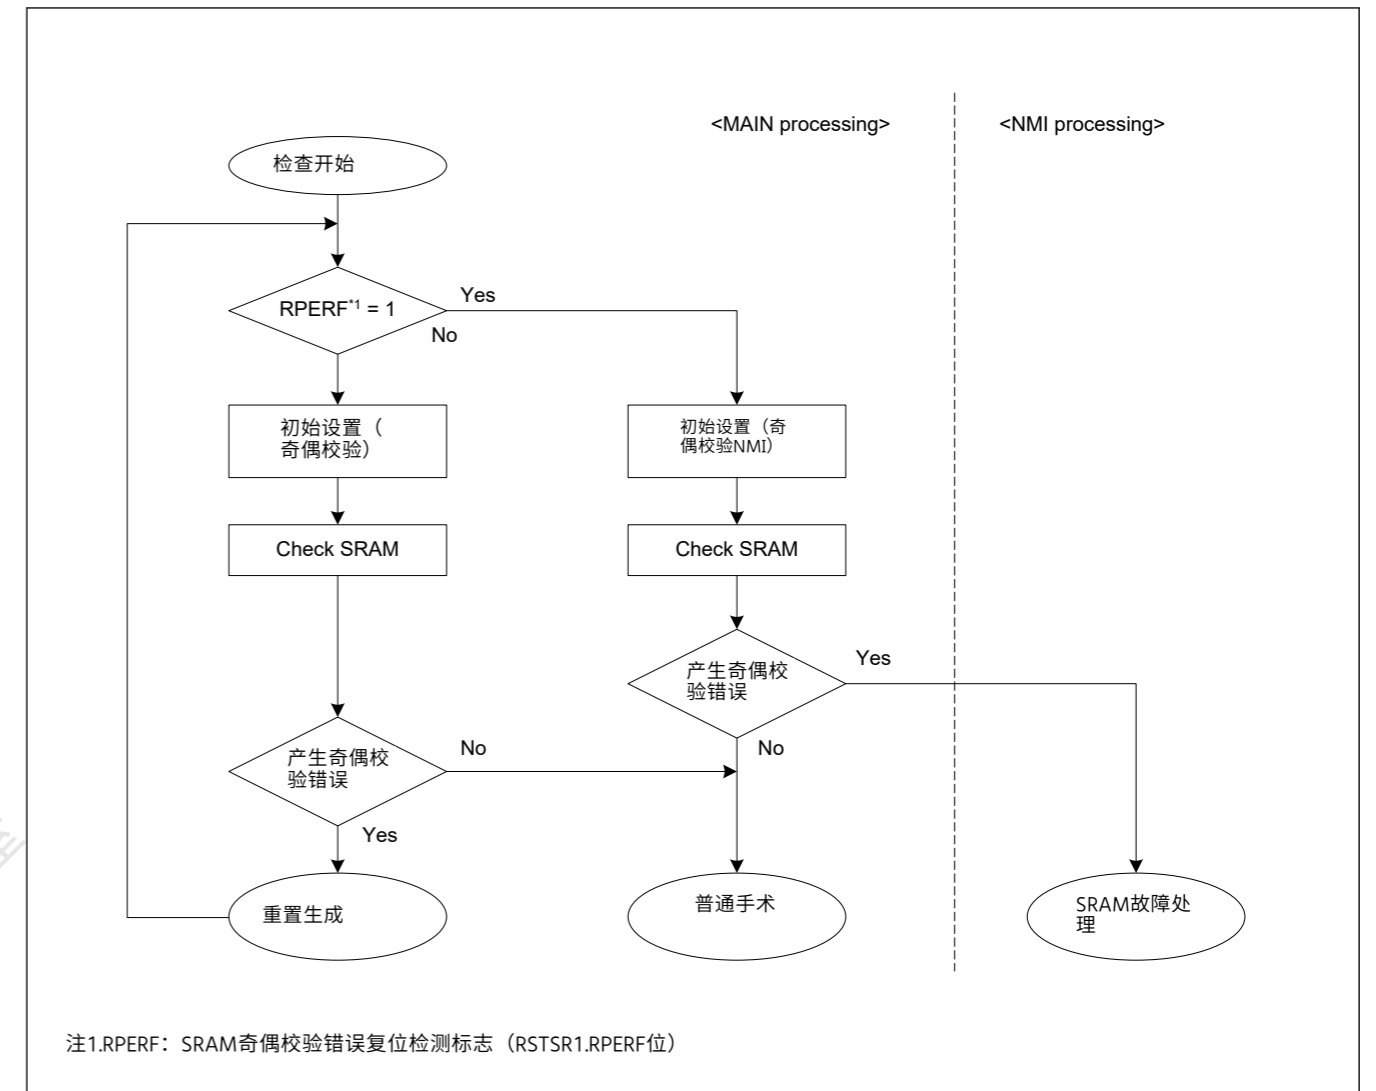 <MAIN processing>
<NMI processing>
检查开始
RPERF*1 = 1
Yes
No
初始设置（
奇偶校验）
初始设置（奇
偶校验NMI）
Check SRAM
Check SRAM
产生奇偶校
验错误
Yes
No
产生奇偶校
验错误
No
Yes
重置生成
普通手术
SRAM故障处
理
注1.RPERF：SRAM奇偶校验错误复位检测标志（RSTSR1.RPERF位）